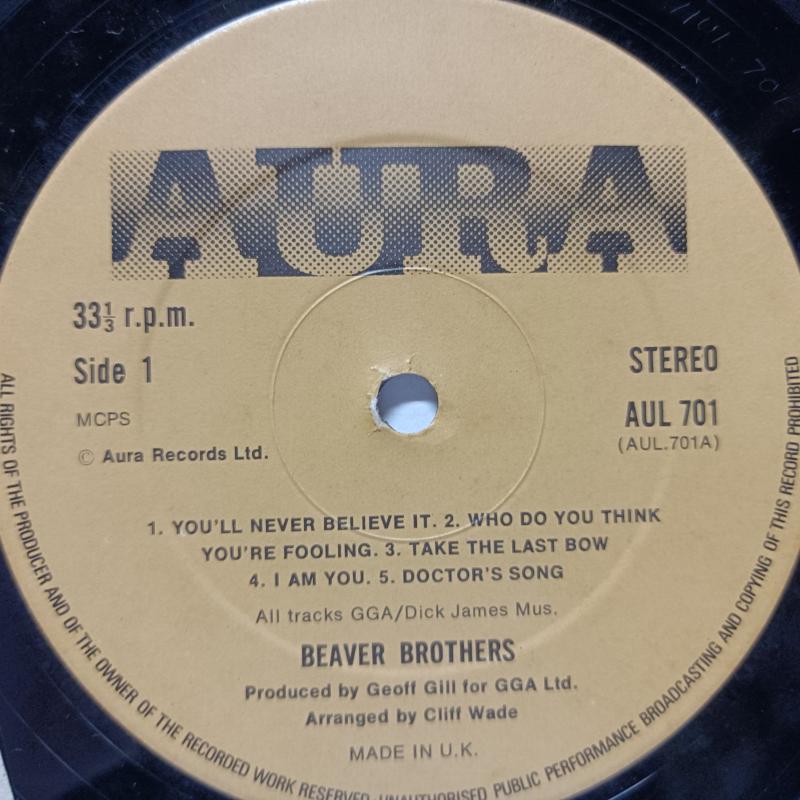 AURA
33⅓ r.p.m.
Side 1
MCPS
© Aura Records Ltd.
STEREO
AUL 701
(AUL.701A)
1. YOU'LL NEVER BELIEVE IT. 2. WHO DO YOU THINK
YOU'RE FOOLING. 3. TAKE THE LAST BOW
4. I AM YOU. 5. DOCTOR'S SONG
All tracks GGA/Dick James Mus.
BEAVER BROTHERS
Produced by Geoff Gill for GGA Ltd.
Arranged by Cliff Wade
MADE IN U.K.
ALL RIGHTS OF THE PRODUCER AND OF THE OWNER OF THE RECORDED WORK RESERVED. UNAUTHORISED PUBLIC PERFORMANCE BROADCASTING AND COPYING OF THIS RECORD PROHIBITED